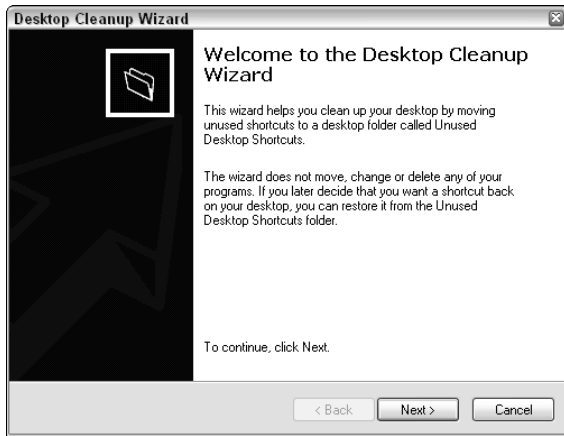 Desktop Cleanup Wizard
Welcome to the Desktop Cleanup
Wizard
This wizard helps you clean up your desktop by moving
unused shortcuts to a desktop folder called Unused
Desktop Shortcuts.
The wizard does not move, change or delete any of your
programs. If you later decide that you want a shortcut back
on your desktop, you can restore it from the Unused
Desktop Shortcuts folder.
To continue, click Next.
< Back
Next >
Cancel